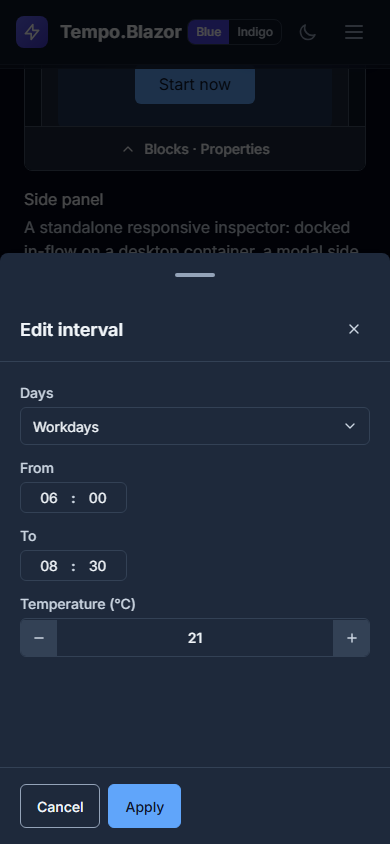 Tempo.Blazor Blue Indigo
Start now
Blocks · Properties
Side panel
A standalone responsive inspector: docked
in-flow on a desktop container, a modal side
Edit interval
Days
Workdays
From
06 : 00
To
08 : 30
Temperature (°C)
− 21 +
Cancel Apply